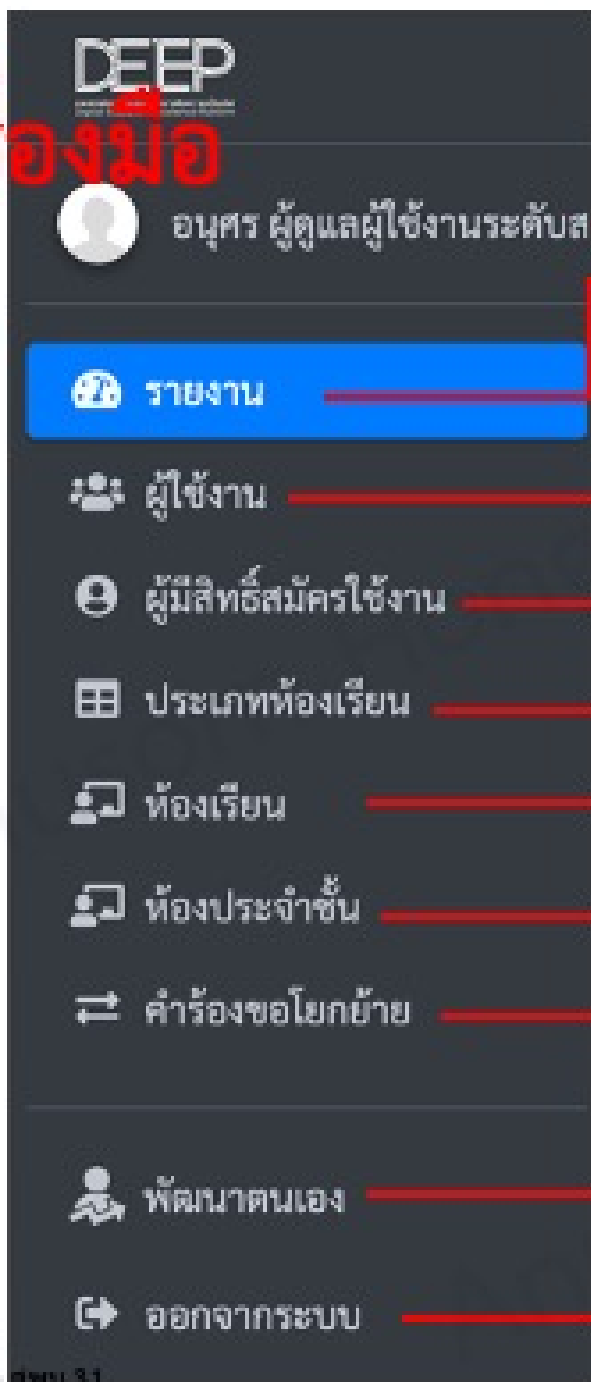 DEEP
องมือ
อนุศร ผู้ดูแลผู้ใช้งานระดับส
รายงาน
ผู้ใช้งาน
ผู้มีสิทธิ์สมัครใช้งาน
ประเภทห้องเรียน
ห้องเรียน
ห้องประจำชั้น
คำร้องขอโยกย้าย
พัฒนาตนเอง
ออกจากระบบ